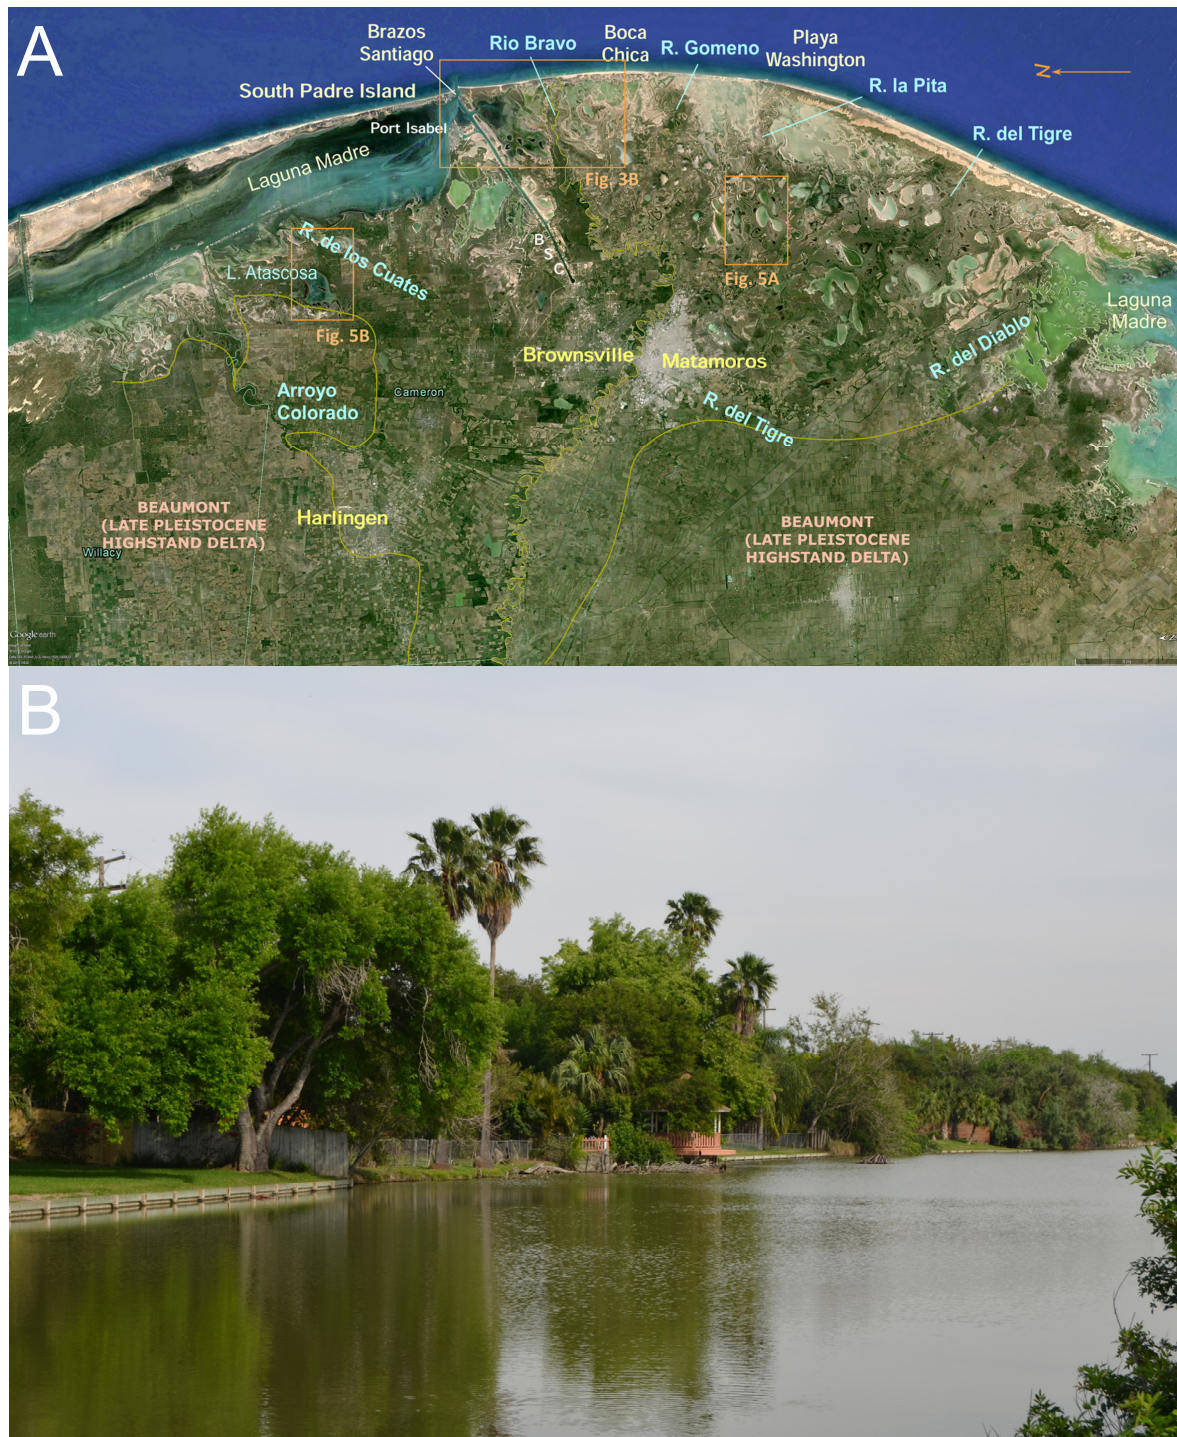 A
Brazos
Santiago
Rio Bravo
Boca
Chica
R. Gomeno
Playa
Washington
N
South Padre Island
R. la Pita
Port Isabel
R. del Tigre
Laguna Madre
Fig. 3B
R. de los Cuates
B
S
C
L. Atascosa
Fig. 5A
Laguna
Madre
Fig. 5B
R. del Diablo
Brownsville
Matamoros
Arroyo
Colorado
Cameron
R. del Tigre
BEAUMONT
(LATE PLEISTOCENE
HIGHSTAND DELTA)
Harlingen
BEAUMONT
(LATE PLEISTOCENE
HIGHSTAND DELTA)
Willacy
Google earth
B